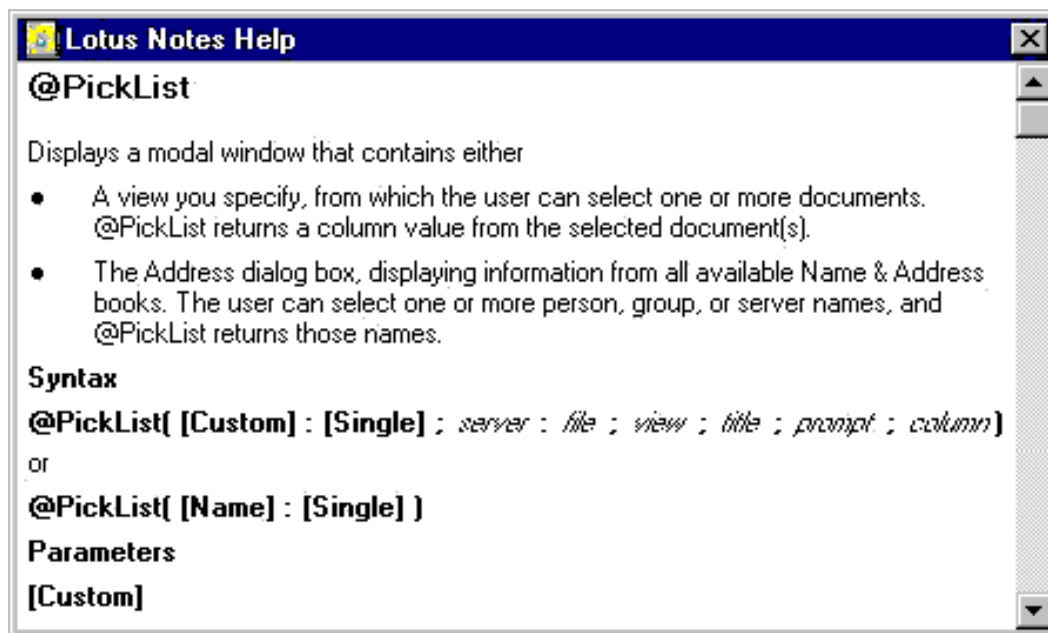 Lotus Notes Help
@PickList
Displays a modal window that contains either
● A view you specify, from which the user can select one or more documents.
@PickList returns a column value from the selected document(s).
● The Address dialog box, displaying information from all available Name & Address
books. The user can select one or more person, group, or server names, and
@PickList returns those names.
Syntax
@PickList( [Custom] : [Single] ; server : file ; view ; title ; prompt ; column)
or
@PickList( [Name] : [Single] )
Parameters
[Custom]